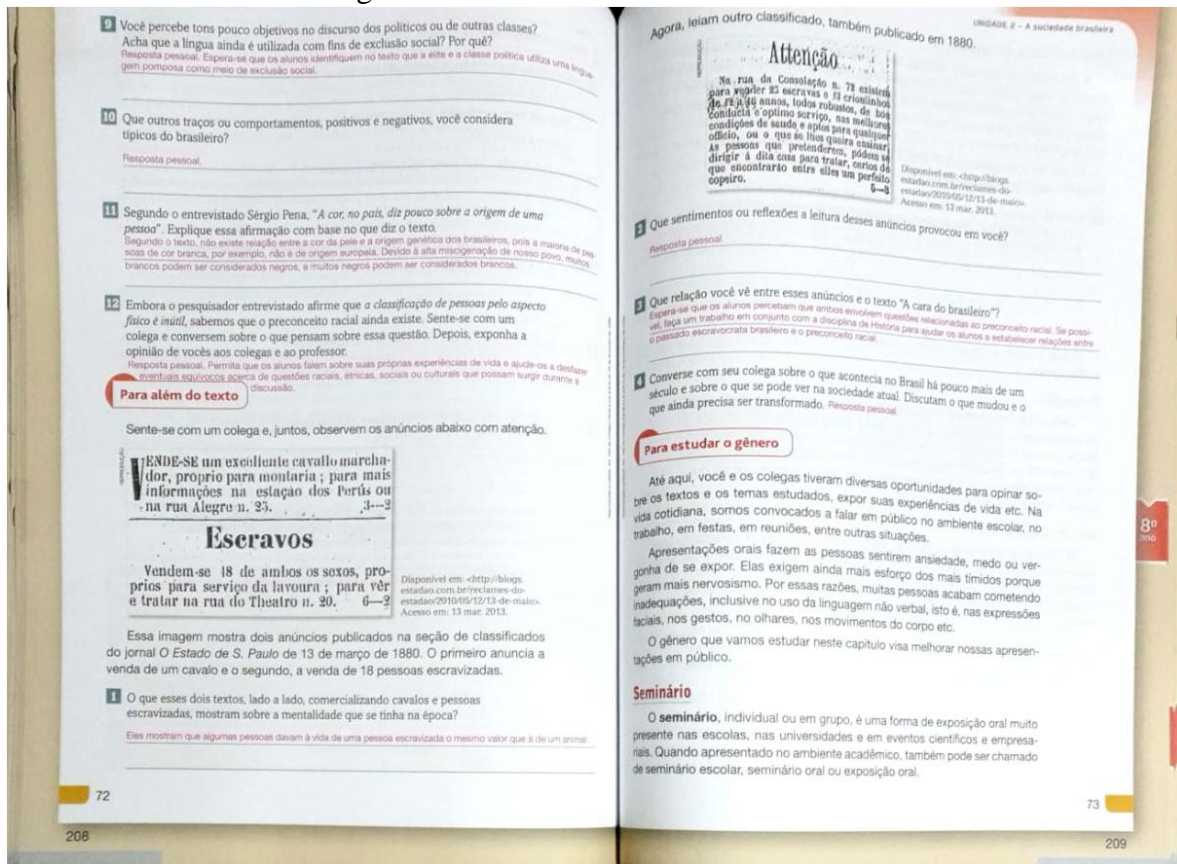 9 Você percebe tons pouco objetivos no discurso dos políticos ou de outras classes?
Acha que a língua ainda é utilizada com fins de exclusão social? Por quê?
Resposta pessoal. Espera-se que os alunos identifiquem no texto que a elite e a classe política utiliza uma lingua-
gem pomposa como meio de exclusão social.
10 Que outros traços ou comportamentos, positivos e negativos, você considera
típicos do brasileiro?
Resposta pessoal.
11 Segundo o entrevistado Sérgio Pena, "A cor, no país, diz pouco sobre a origem de uma
pessoa". Explique essa afirmação com base no que diz o texto.
Segundo o texto, não existe relação entre a cor da pele e a origem genética dos brasileiros, pois a maioria de pes-
soas de cor branca, por exemplo, não é de origem europeia. Devido à alta miscigenação de nosso povo, muitos
brancos podem ser considerados negros, e muitos negros podem ser considerados brancos.
12 Embora o pesquisador entrevistado afirme que a classificação de pessoas pelo aspecto
físico é inútil, sabemos que o preconceito racial ainda existe. Sente-se com um
colega e conversem sobre o que pensam sobre essa questão. Depois, exponha a
opinião de vocês aos colegas e ao professor.
Resposta pessoal. Permita que os alunos falem sobre suas próprias experiências de vida e ajude-os a desfazer
eventuais equívocos acerca de questões raciais, étnicas, sociais ou culturais que possam surgir durante a
discussão.
Para além do texto
Sente-se com um colega e, juntos, observem os anúncios abaixo com atenção.
REPRODUÇÃO
VENDE-SE um excellente cavallo marcha-
dor, proprio para montaria ; para mais
informações na estação dos Perús ou
na rua Alegre n. 25. 3--2
Escravos
Vendem-se 18 de ambos os sexos, pro-
prios para serviço da lavoura ; para vêr
e tratar na rua do Theatro n. 20. 6—2
Disponível em: <http://blogs.
estadao.com.br/reclames-do-
estadao/2010/05/12/13-de-maio>.
Acesso em: 13 mar. 2013.
Essa imagem mostra dois anúncios publicados na seção de classificados
do jornal O Estado de S. Paulo de 13 de março de 1880. O primeiro anuncia a
venda de um cavalo e o segundo, a venda de 18 pessoas escravizadas.
1 O que esses dois textos, lado a lado, comercializando cavalos e pessoas
escravizadas, mostram sobre a mentalidade que se tinha na época?
Eles mostram que algumas pessoas davam à vida de uma pessoa escravizada o mesmo valor que à de um animal.
72
208
UNIDADE 2 – A sociedade brasileira
Agora, leiam outro classificado, também publicado em 1880.
Attenção
Na rua da Consolação n. 72 existem
para vender 25 escravas e 13 crioulinhos
de 12 a 16 annos, todos robustos, de boa
conducta e optimo serviço, nas melhores
condições de saude e aptos para qualquer
officio, ou o que se lhes queira ensinar.
As pessoas que pretenderem, pódem se
dirigir á dita casa para tratar, certos de
que encontrarão entre elles um perfeito
copeiro. 6—3
Disponível em: <http://blogs.
estadao.com.br/reclames-do-
estadao/2010/05/12/13-de-maio>.
Acesso em: 13 mar. 2013.
2 Que sentimentos ou reflexões a leitura desses anúncios provocou em você?
Resposta pessoal.
3 Que relação você vê entre esses anúncios e o texto "A cara do brasileiro"?
Espera-se que os alunos percebam que ambos envolvem questões relacionadas ao preconceito racial. Se possí-
vel, faça um trabalho em conjunto com a disciplina de História para ajudar os alunos a estabelecer relações entre
o passado escravocrata brasileiro e o preconceito racial.
4 Converse com seu colega sobre o que acontecia no Brasil há pouco mais de um
século e sobre o que se pode ver na sociedade atual. Discutam o que mudou e o
que ainda precisa ser transformado. Resposta pessoal.
Para estudar o gênero
Até aqui, você e os colegas tiveram diversas oportunidades para opinar so-
bre os textos e os temas estudados, expor suas experiências de vida etc. Na
vida cotidiana, somos convocados a falar em público no ambiente escolar, no
trabalho, em festas, em reuniões, entre outras situações.
Apresentações orais fazem as pessoas sentirem ansiedade, medo ou ver-
gonha de se expor. Elas exigem ainda mais esforço dos mais tímidos porque
geram mais nervosismo. Por essas razões, muitas pessoas acabam cometendo
inadequações, inclusive no uso da linguagem não verbal, isto é, nas expressões
faciais, nos gestos, no olhares, nos movimentos do corpo etc.
O gênero que vamos estudar neste capítulo visa melhorar nossas apresen-
tações em público.
8º
ano
Seminário
O seminário, individual ou em grupo, é uma forma de exposição oral muito
presente nas escolas, nas universidades e em eventos científicos e empresa-
riais. Quando apresentado no ambiente acadêmico, também pode ser chamado
de seminário escolar, seminário oral ou exposição oral.
73
209